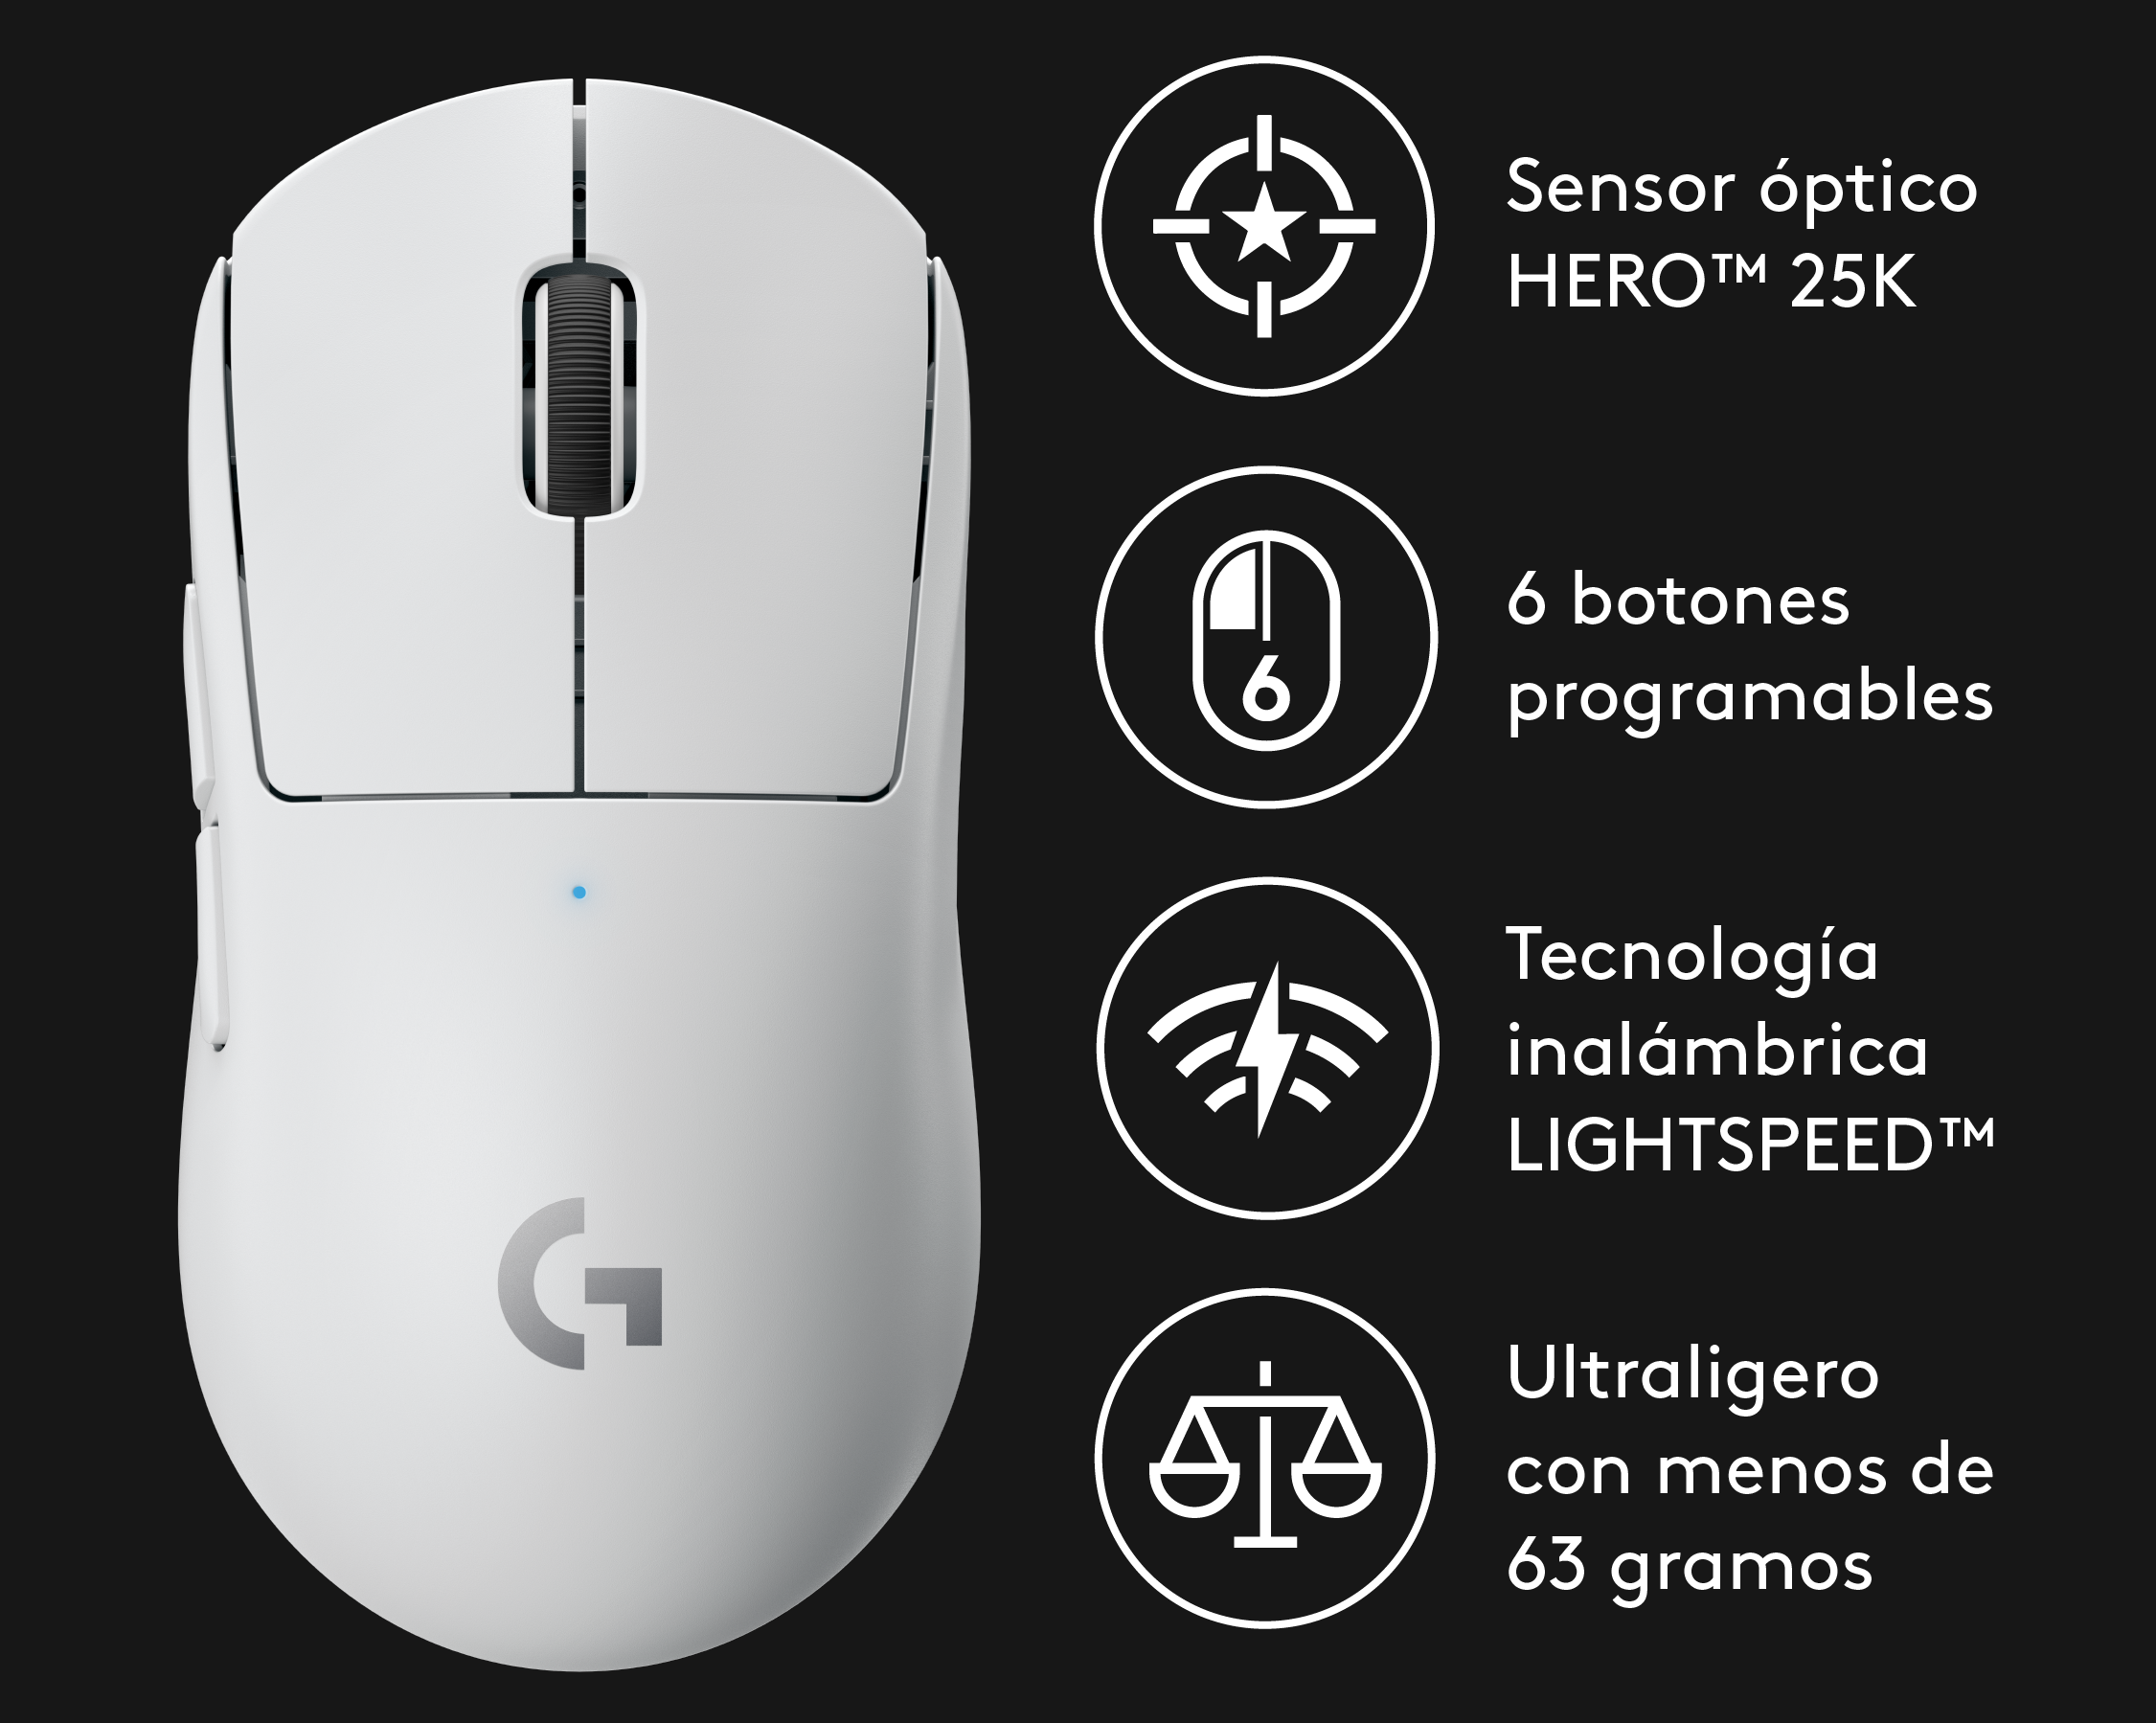 Sensor óptico
HERO™ 25K
6
6 botones
programables
Tecnología
inalámbrica
LIGHTSPEED™
G
Ultraligero
con menos de
63 gramos